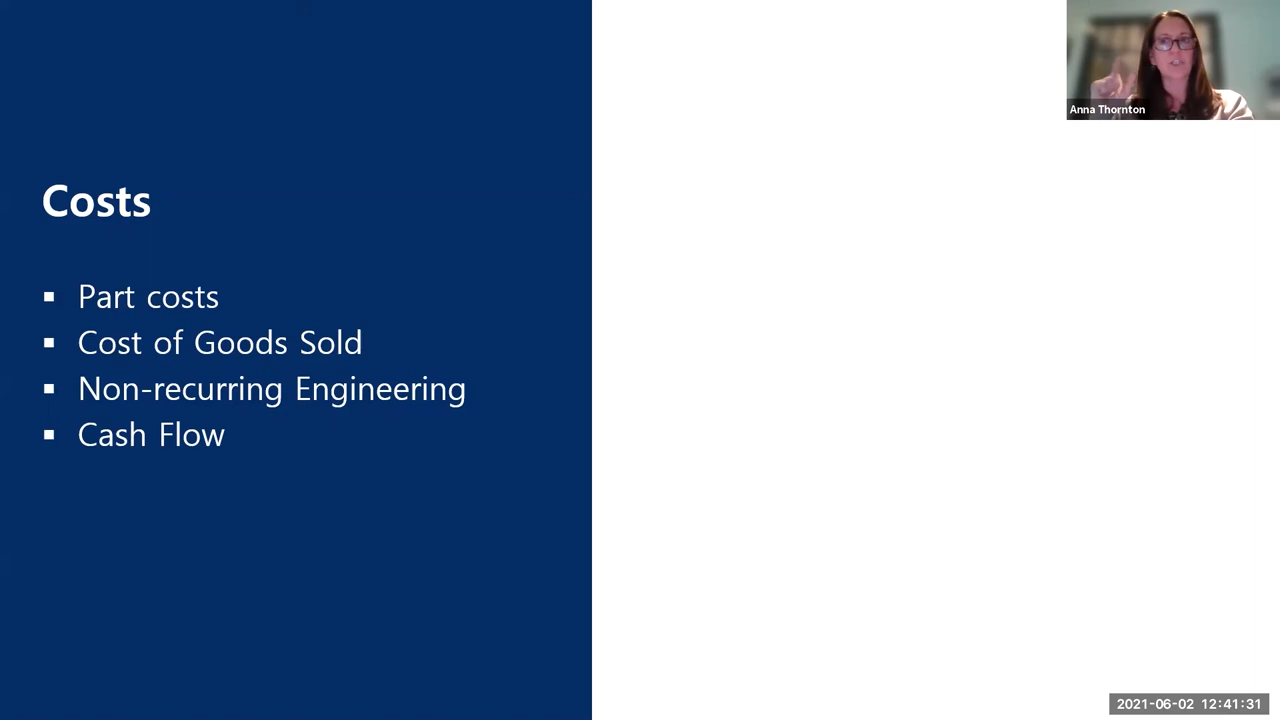 Anna Thornton
Costs
▪ Part costs
▪ Cost of Goods Sold
▪ Non-recurring Engineering
▪ Cash Flow
2021-06-02 12:41:31